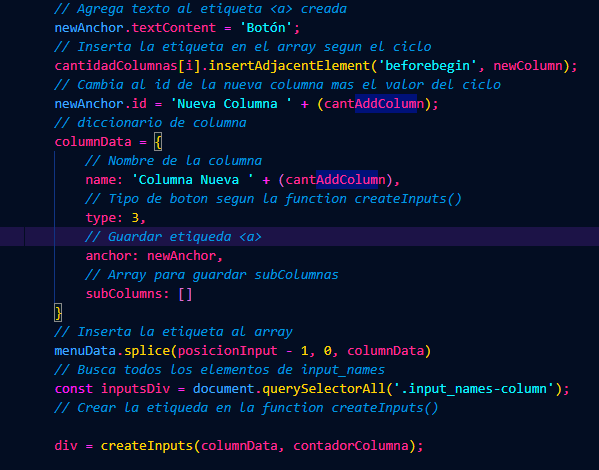 // Agrega texto al etiqueta <a> creada
newAnchor.textContent = 'Botón';
// Inserta la etiqueta en el array segun el ciclo
cantidadColumnas[i].insertAdjacentElement('beforebegin', newColumn);
// Cambia al id de la nueva columna mas el valor del ciclo
newAnchor.id = 'Nueva Columna ' + (cantAddColumn);
// diccionario de columna
columnData = {
// Nombre de la columna
name: 'Columna Nueva ' + (cantAddColumn),
// Tipo de boton segun la function createInputs()
type: 3,
// Guardar etiqueda <a>
anchor: newAnchor,
// Array para guardar subColumnas
subColumns: []
}
// Inserta la etiqueta al array
menuData.splice(posicionInput - 1, 0, columnData)
// Busca todos los elementos de input_names
const inputsDiv = document.querySelectorAll('.input_names-column');
// Crear la etiqueda en la function createInputs()
div = createInputs(columnData, contadorColumna);